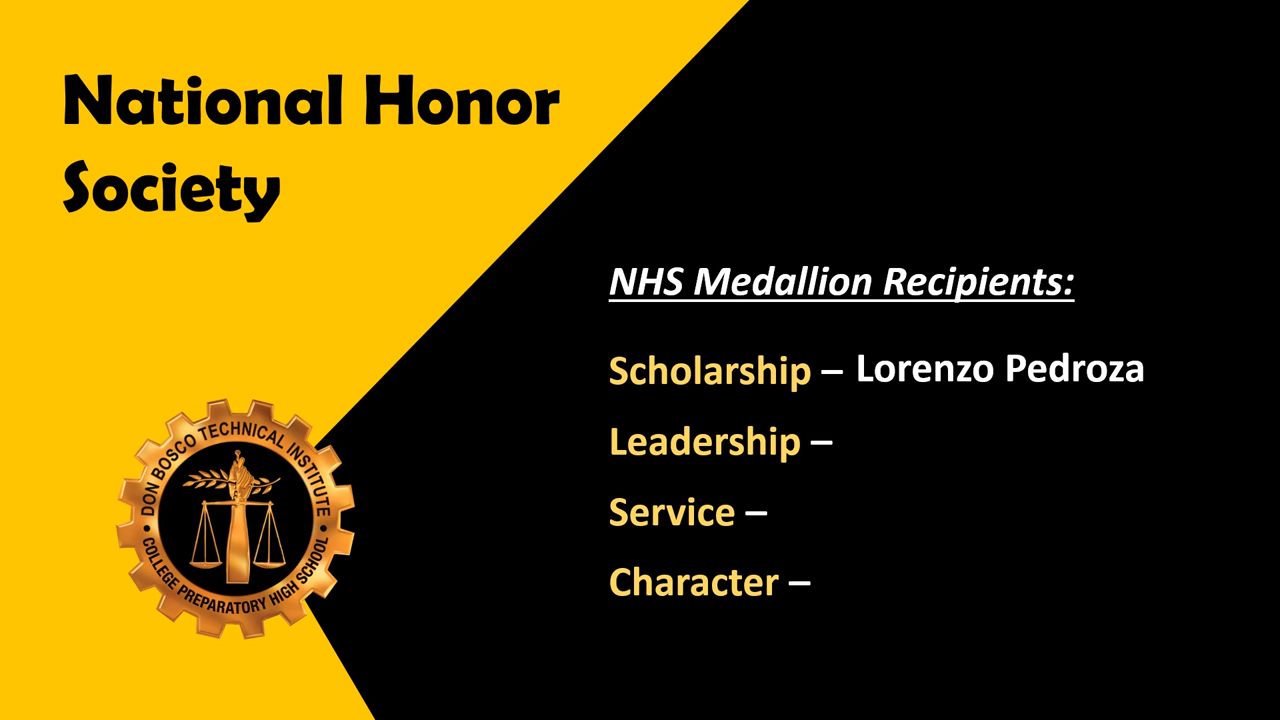 National Honor
Society
NHS Medallion Recipients:
Scholarship – Lorenzo Pedroza
Leadership –
Service –
Character –
DON BOSCO TECHNICAL INSTITUTE
• COLLEGE PREPARATORY HIGH SCHOOL •